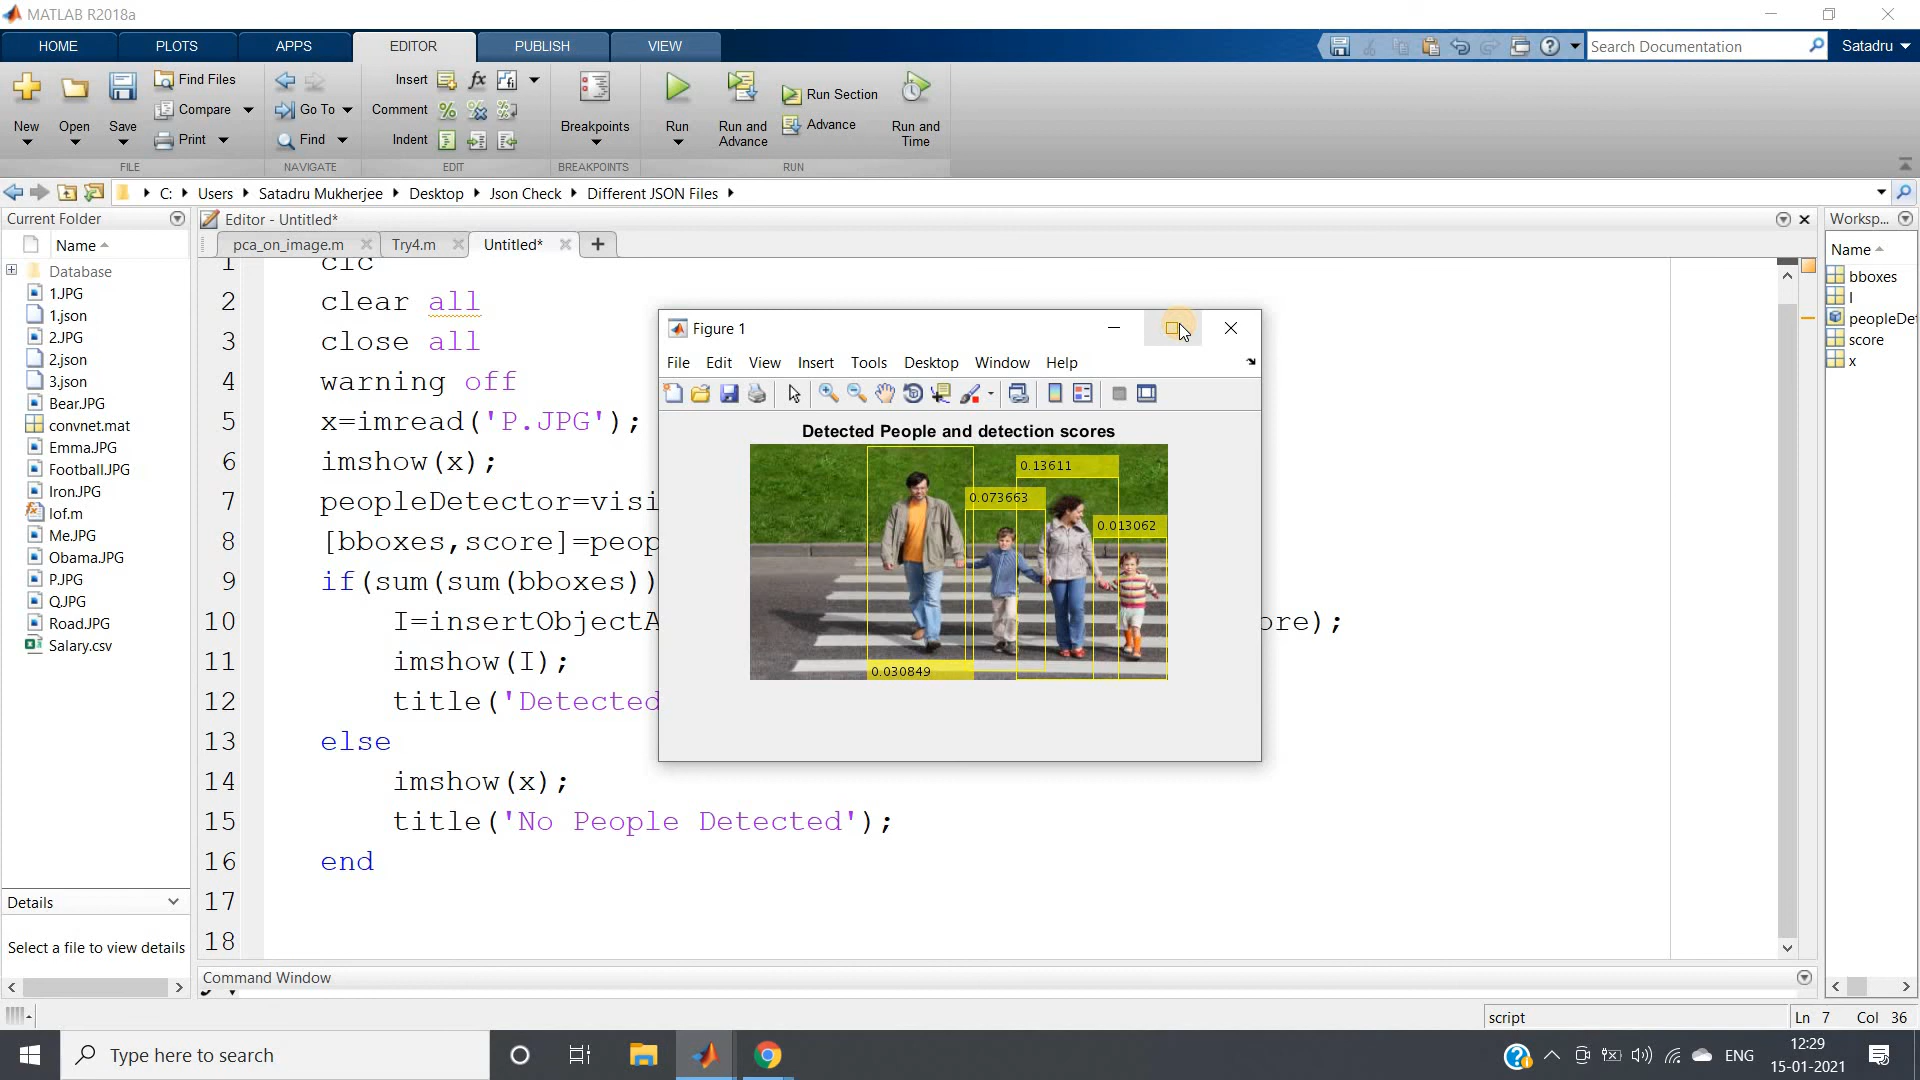 MATLAB R2018a
HOME PLOTS APPS EDITOR PUBLISH VIEW Search Documentation Satadru
New Open Save Find Files Compare Print Go To Find Insert Comment Indent Breakpoints Run Run and Advance Run Section Advance Run and Time
FILE NAVIGATE EDIT BREAKPOINTS RUN
C: Users Satadru Mukherjee Desktop Json Check Different JSON Files
Current Folder
Name
Database
1.JPG
1.json
2.JPG
2.json
3.json
Bear.JPG
convnet.mat
Emma.JPG
Football.JPG
Iron.JPG
lof.m
Me.JPG
Obama.JPG
P.JPG
Q.JPG
Road.JPG
Salary.csv
Details
Select a file to view details
Editor - Untitled*
pca_on_image.m Try4.m Untitled*
1 clc
2 clear all
3 close all
4 warning off
5 x=imread('P.JPG');
6 imshow(x);
7 peopleDetector=visi
8 [bboxes,score]=peop
9 if(sum(sum(bboxes))
10 I=insertObjectA ore);
11 imshow(I);
12 title('Detected
13 else
14 imshow(x);
15 title('No People Detected');
16 end
17
18
Figure 1
File Edit View Insert Tools Desktop Window Help
Detected People and detection scores
0.13611
0.073663
0.013062
0.030849
Worksp...
Name
bboxes
I
peopleDet
score
x
Command Window
script Ln 7 Col 36
Type here to search
ENG
12:29
15-01-2021